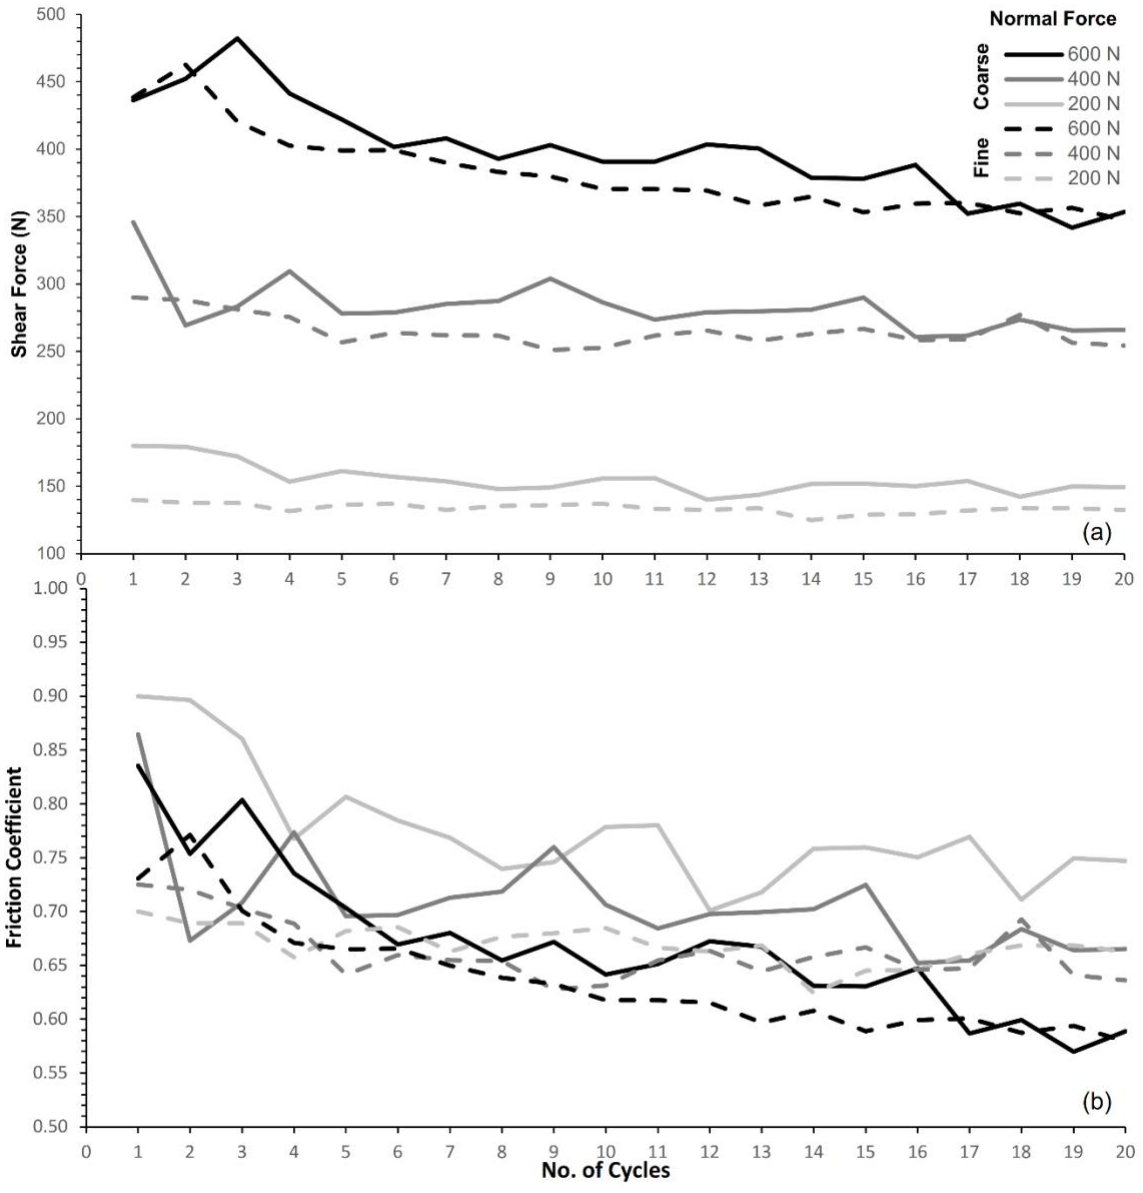 500
450
400
350
300
250
200
150
100
Shear Force (N)
Normal Force
Coarse
600 N
400 N
200 N
Fine
600 N
400 N
200 N
(a)
0 1 2 3 4 5 6 7 8 9 10 11 12 13 14 15 16 17 18 19 20
1.00
0.95
0.90
0.85
0.80
0.75
0.70
0.65
0.60
0.55
0.50
Friction Coefficient
(b)
0 1 2 3 4 5 6 7 8 9 10 11 12 13 14 15 16 17 18 19 20
No. of Cycles